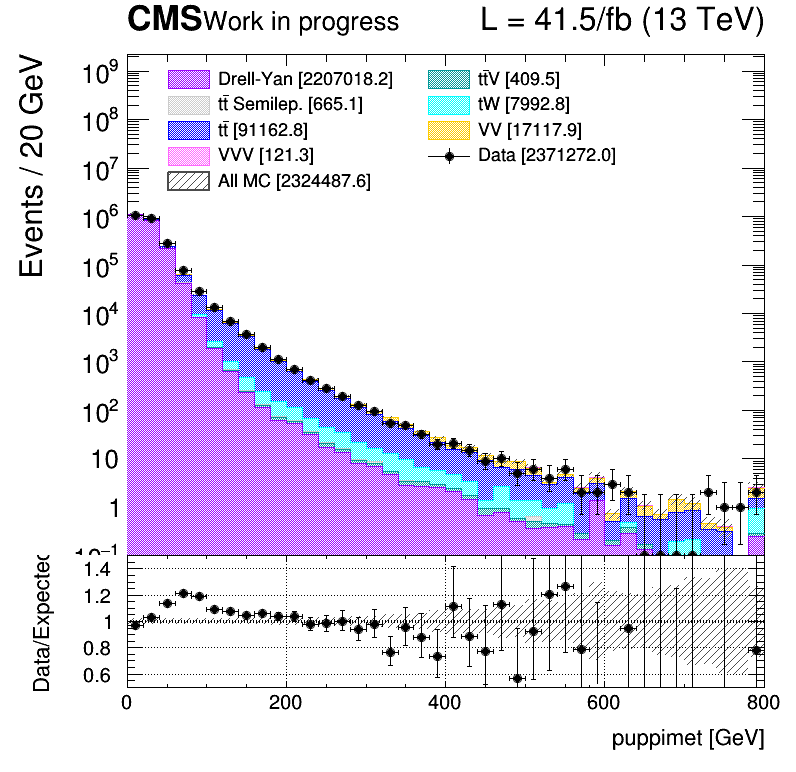 CMS Work in progress L = 41.5/fb (13 TeV)
Events / 20 GeV
Drell-Yan [2207018.2]
tt̄ Semilep. [665.1]
tt̄ [91162.8]
VVV [121.3]
All MC [2324487.6]
tt̄V [409.5]
tW [7992.8]
VV [17117.9]
Data [2371272.0]
10⁹
10⁸
10⁷
10⁶
10⁵
10⁴
10³
10²
10
1
10⁻¹
Data/Expected
1.4
1.2
1
0.8
0.6
0 200 400 600 800
puppimet [GeV]